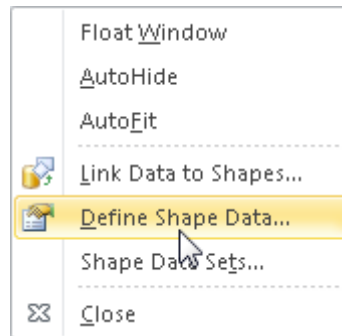 Float Window
AutoHide
AutoFit
Link Data to Shapes...
Define Shape Data...
Shape Data Sets...
Close